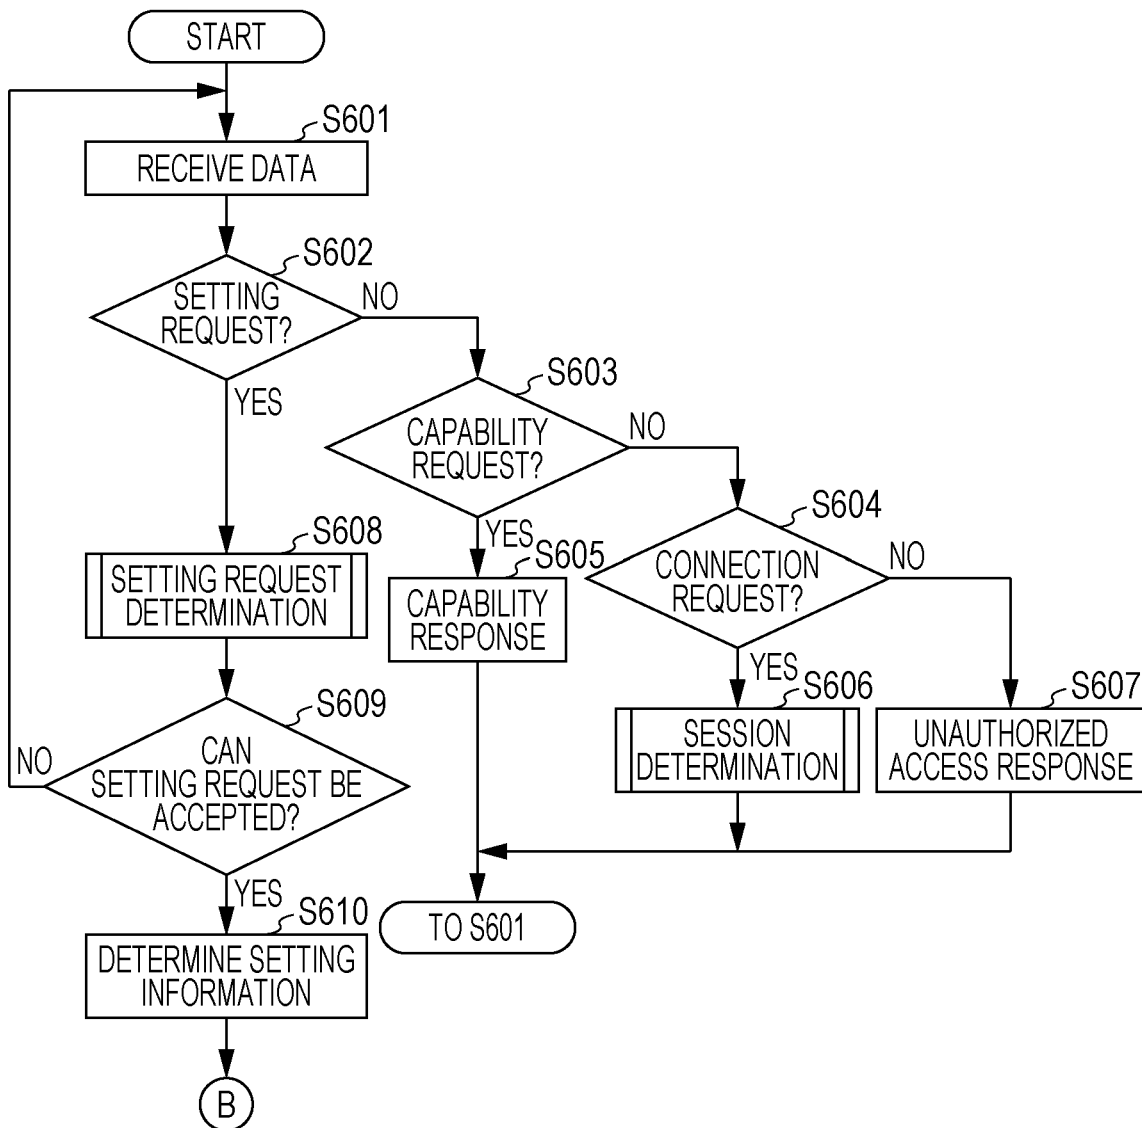 START
S601
RECEIVE DATA
S602
SETTING
REQUEST?
NO
YES
S603
CAPABILITY
REQUEST?
NO
YES
S604
CONNECTION
REQUEST?
NO
YES
S605
CAPABILITY
RESPONSE
S606
SESSION
DETERMINATION
S607
UNAUTHORIZED
ACCESS RESPONSE
S608
SETTING REQUEST
DETERMINATION
S609
CAN
SETTING REQUEST BE
ACCEPTED?
NO
YES
S610
DETERMINE SETTING
INFORMATION
TO S601
B